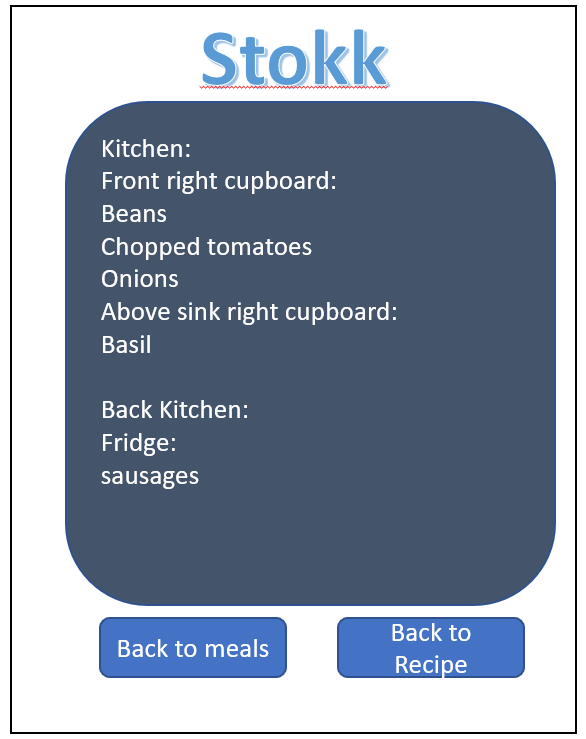 Stokk
Kitchen:
Front right cupboard:
Beans
Chopped tomatoes
Onions
Above sink right cupboard:
Basil
Back Kitchen:
Fridge:
sausages
Back to meals
Back to
Recipe